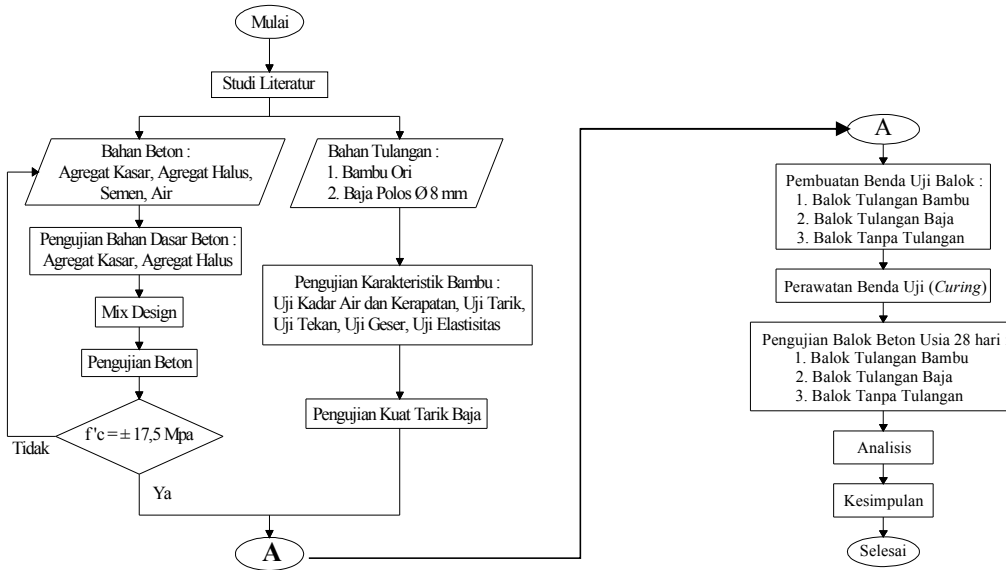 Mulai
Studi Literatur
Bahan Beton :
Agregat Kasar, Agregat Halus,
Semen, Air
Pengujian Bahan Dasar Beton :
Agregat Kasar, Agregat Halus
Mix Design
Pengujian Beton
f'c = ± 17,5 Mpa
Tidak
Ya
Bahan Tulangan :
1. Bambu Ori
2. Baja Polos Ø 8 mm
Pengujian Karakteristik Bambu :
Uji Kadar Air dan Kerapatan, Uji Tarik,
Uji Tekan, Uji Geser, Uji Elastisitas
Pengujian Kuat Tarik Baja
A
A
Pembuatan Benda Uji Balok :
1. Balok Tulangan Bambu
2. Balok Tulangan Baja
3. Balok Tanpa Tulangan
Perawatan Benda Uji (Curing)
Pengujian Balok Beton Usia 28 hari
1. Balok Tulangan Bambu
2. Balok Tulangan Baja
3. Balok Tanpa Tulangan
Analisis
Kesimpulan
Selesai